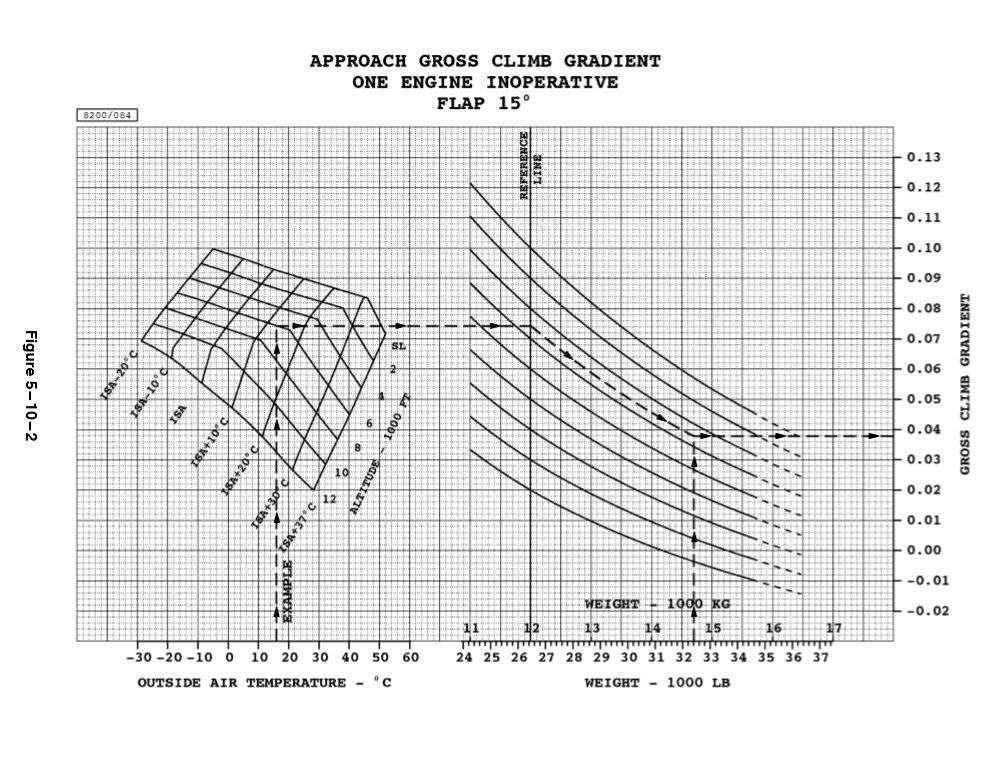 APPROACH GROSS CLIMB GRADIENT
ONE ENGINE INOPERATIVE
FLAP 15°
8200/084
REFERENCE
LINE
0.13
0.12
0.11
0.10
0.09
0.08
0.07
0.06
0.05
0.04
0.03
0.02
0.01
0.00
-0.01
-0.02
GROSS CLIMB GRADIENT
Figure 5-10-2
ISA-20°C
ISA-10°C
ISA
ISA+10°C
ISA+20°C
ISA+30°C
ISA+37°C
SL
2
4
6
8
10
12
ALTITUDE - 1000 FT
EXAMPLE
WEIGHT - 1000 KG
11 12 13 14 15 16 17
-30 -20 -10 0 10 20 30 40 50 60
24 25 26 27 28 29 30 31 32 33 34 35 36 37
OUTSIDE AIR TEMPERATURE - °C
WEIGHT - 1000 LB